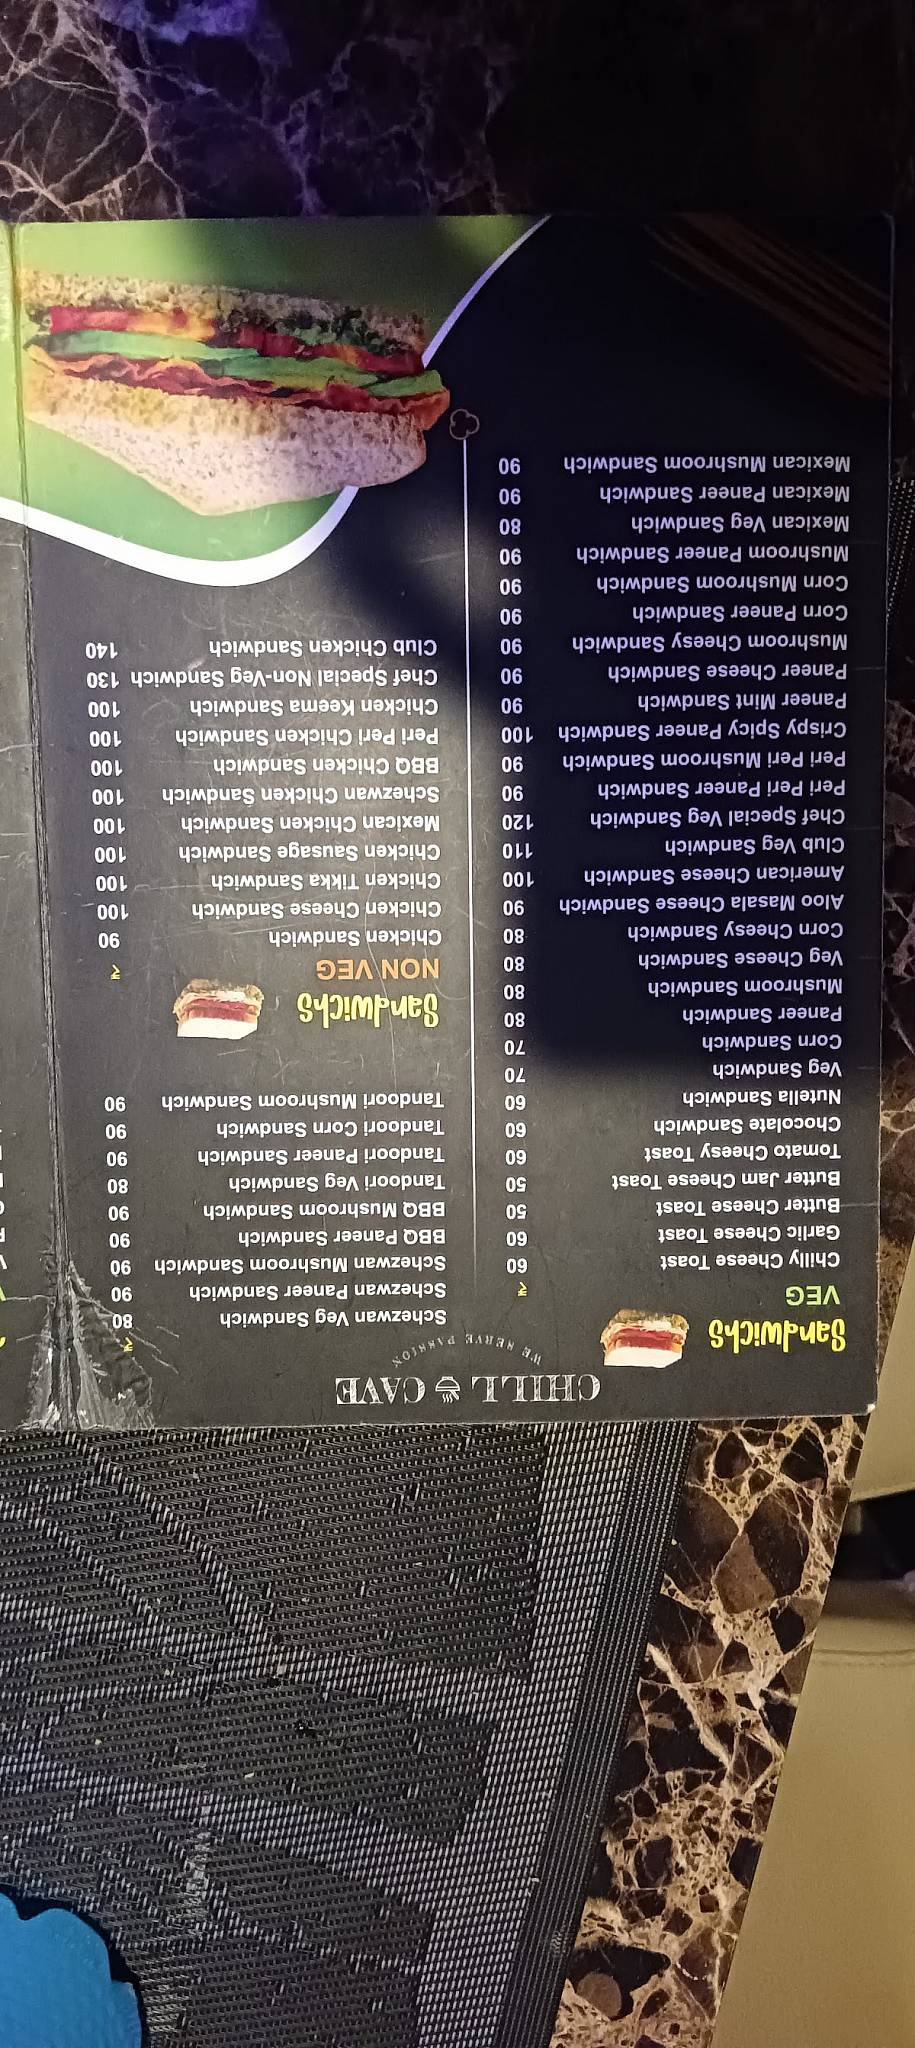 CHILL CAVE
WE SERVE PASSION
Sandwichs
VEG
₹
Chilly Cheese Toast 60
Garlic Cheese Toast 60
Butter Cheese Toast 50
Butter Jam Cheese Toast 50
Tomato Cheesy Toast 60
Chocolate Sandwich 60
Nutella Sandwich 60
Veg Sandwich 70
Corn Sandwich 70
Paneer Sandwich 80
Mushroom Sandwich 80
Veg Cheese Sandwich 80
Corn Cheesy Sandwich 80
Aloo Masala Cheese Sandwich 90
American Cheese Sandwich 100
Club Veg Sandwich 110
Chef Special Veg Sandwich 120
Peri Peri Paneer Sandwich 90
Peri Peri Mushroom Sandwich 90
Crispy Spicy Paneer Sandwich 100
Paneer Mint Sandwich 90
Paneer Cheese Sandwich 90
Mushroom Cheesy Sandwich 90
Corn Paneer Sandwich 90
Corn Mushroom Sandwich 90
Mushroom Paneer Sandwich 90
Mexican Veg Sandwich 80
Mexican Paneer Sandwich 90
Mexican Mushroom Sandwich 90
₹
Schezwan Veg Sandwich 80
Schezwan Paneer Sandwich 90
Schezwan Mushroom Sandwich 90
BBQ Paneer Sandwich 90
BBQ Mushroom Sandwich 90
Tandoori Veg Sandwich 80
Tandoori Paneer Sandwich 90
Tandoori Corn Sandwich 90
Tandoori Mushroom Sandwich 90
Sandwichs
NON VEG ₹
Chicken Sandwich 90
Chicken Cheese Sandwich 100
Chicken Tikka Sandwich 100
Chicken Sausage Sandwich 100
Mexican Chicken Sandwich 100
Schezwan Chicken Sandwich 100
BBQ Chicken Sandwich 100
Peri Peri Chicken Sandwich 100
Chicken Keema Sandwich 100
Chef Special Non-Veg Sandwich 130
Club Chicken Sandwich 140